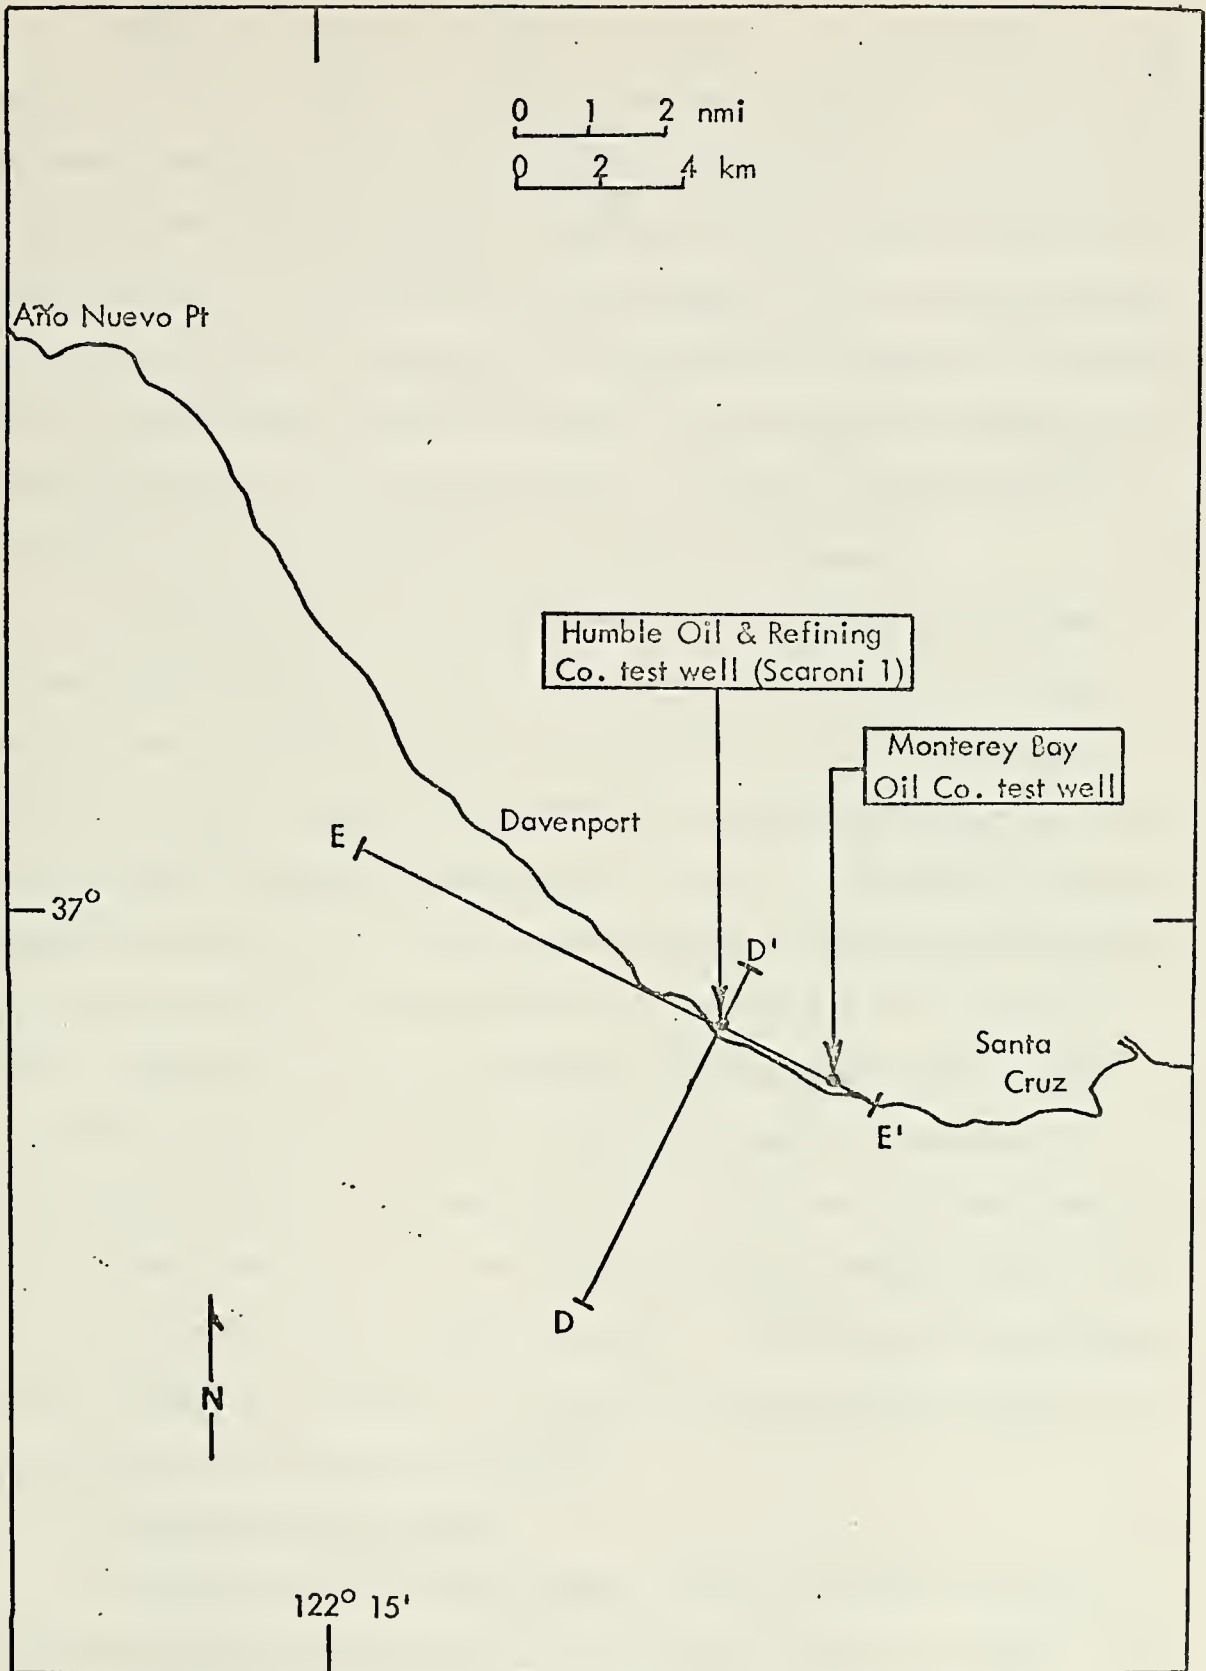 0 1 2 nmi
0 2 4 km
Año Nuevo Pt
Humble Oil & Refining
Co. test well (Scaroni 1)
Monterey Bay
Oil Co. test well
Davenport
E
37°
D'
Santa
Cruz
E'
D
N
122° 15'